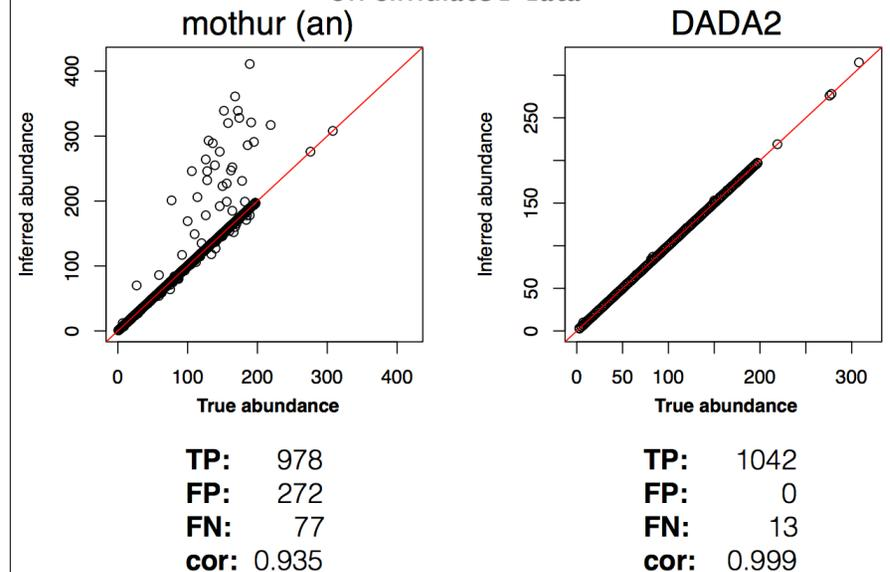 mothur (an)
DADA2
Inferred abundance
400
300
200
100
0
0 100 200 300 400
True abundance
Inferred abundance
250
150
50
0
0 50 100 200 300
True abundance
TP: 978
FP: 272
FN: 77
cor: 0.935
TP: 1042
FP: 0
FN: 13
cor: 0.999